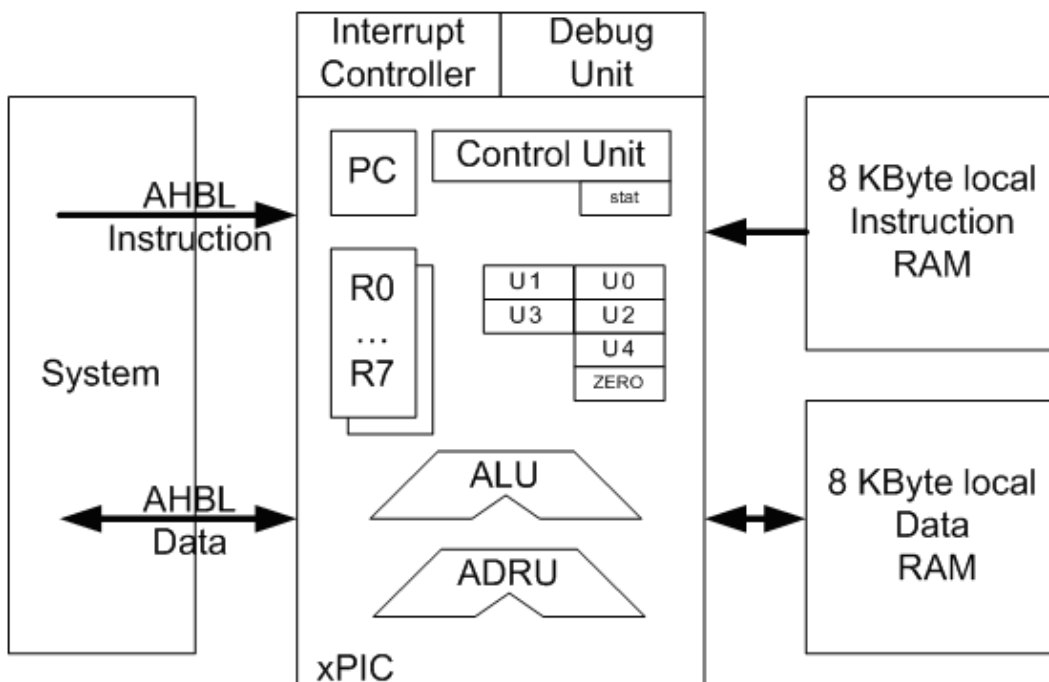 Interrupt
Controller
Debug
Unit
PC
Control Unit
stat
AHBL
Instruction
8 KByte local
Instruction
RAM
R0
...
R7
U1
U0
U3
U2
U4
ZERO
System
ALU
AHBL
Data
8 KByte local
Data
RAM
ADRU
xPIC